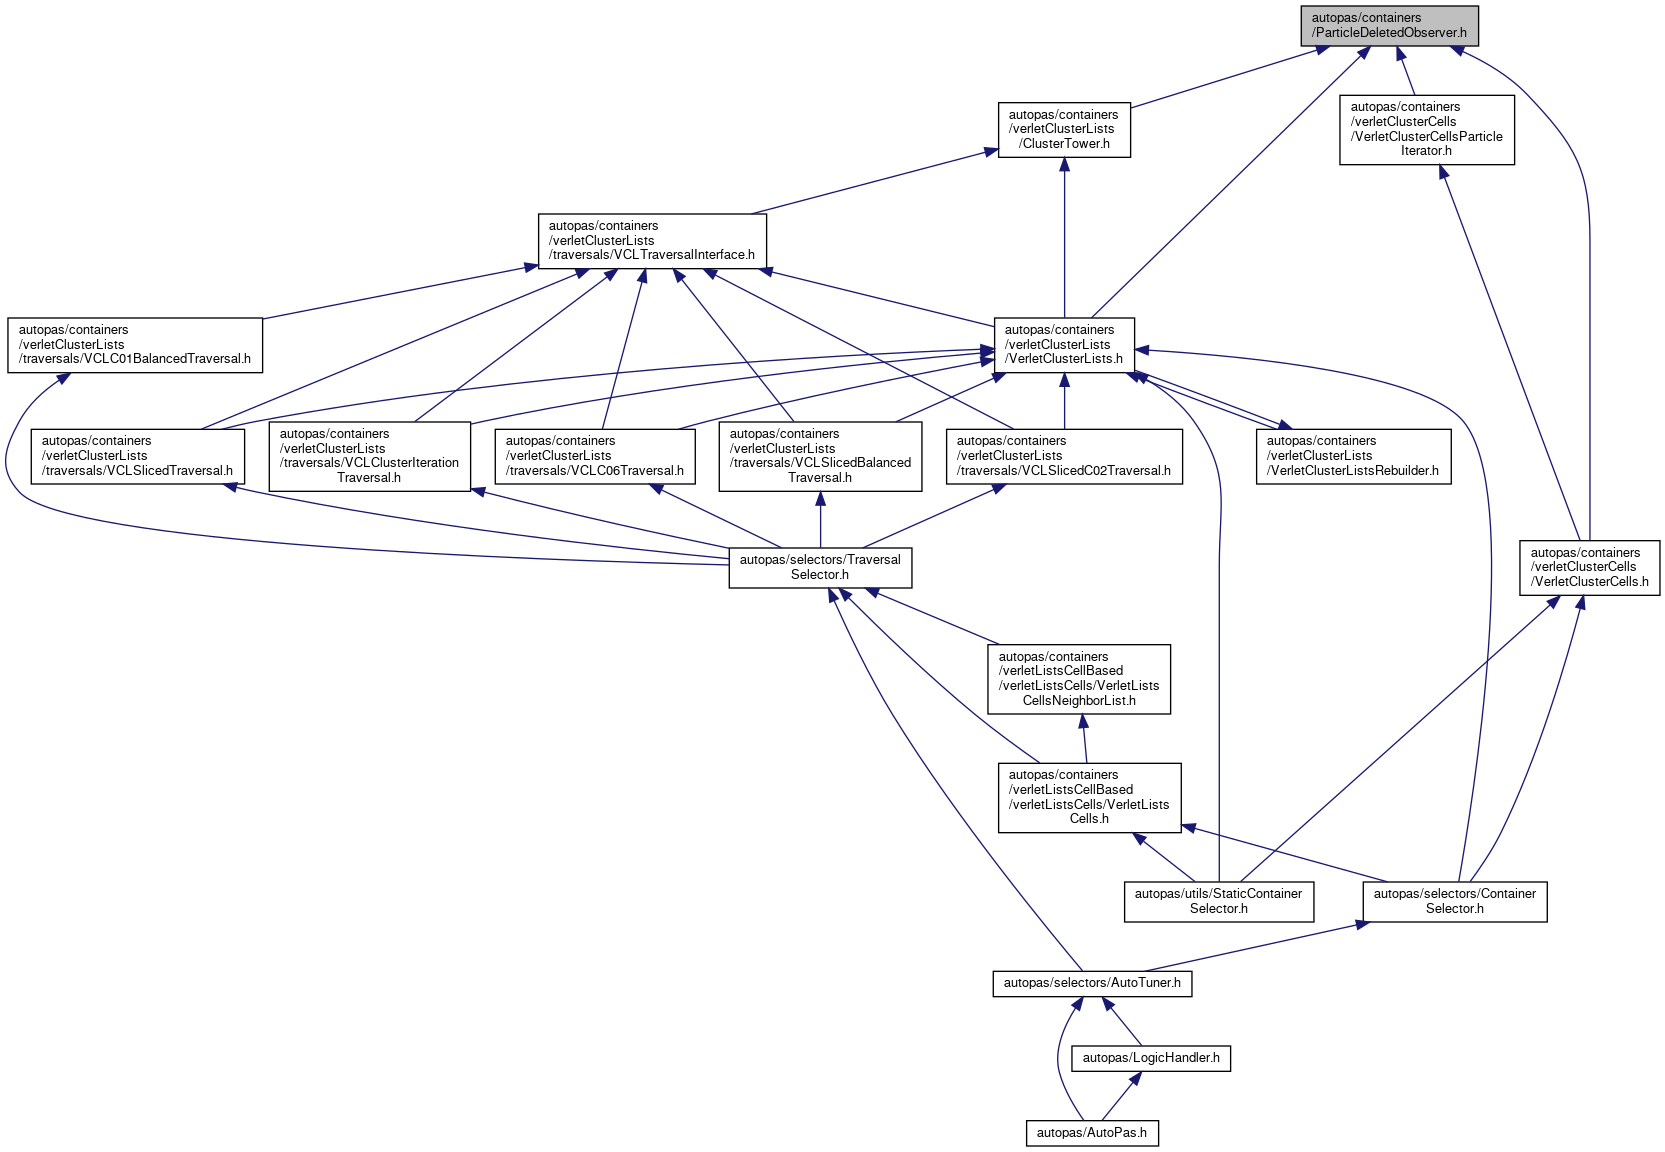 autopas/containers
/ParticleDeletedObserver.h
autopas/containers
/verletClusterLists
/ClusterTower.h
autopas/containers
/verletClusterCells
/VerletClusterCellsParticle
Iterator.h
autopas/containers
/verletClusterLists
/traversals/VCLTraversalInterface.h
autopas/containers
/verletClusterLists
/traversals/VCLC01BalancedTraversal.h
autopas/containers
/verletClusterLists
/VerletClusterLists.h
autopas/containers
/verletClusterLists
/traversals/VCLSlicedTraversal.h
autopas/containers
/verletClusterLists
/traversals/VCLClusterIteration
Traversal.h
autopas/containers
/verletClusterLists
/traversals/VCLC06Traversal.h
autopas/containers
/verletClusterLists
/traversals/VCLSlicedBalanced
Traversal.h
autopas/containers
/verletClusterLists
/traversals/VCLSlicedC02Traversal.h
autopas/containers
/verletClusterLists
/VerletClusterListsRebuilder.h
autopas/selectors/Traversal
Selector.h
autopas/containers
/verletClusterCells
/VerletClusterCells.h
autopas/containers
/verletListsCellBased
/verletListsCells/VerletLists
CellsNeighborList.h
autopas/containers
/verletListsCellBased
/verletListsCells/VerletLists
Cells.h
autopas/utils/StaticContainer
Selector.h
autopas/selectors/Container
Selector.h
autopas/selectors/AutoTuner.h
autopas/LogicHandler.h
autopas/AutoPas.h